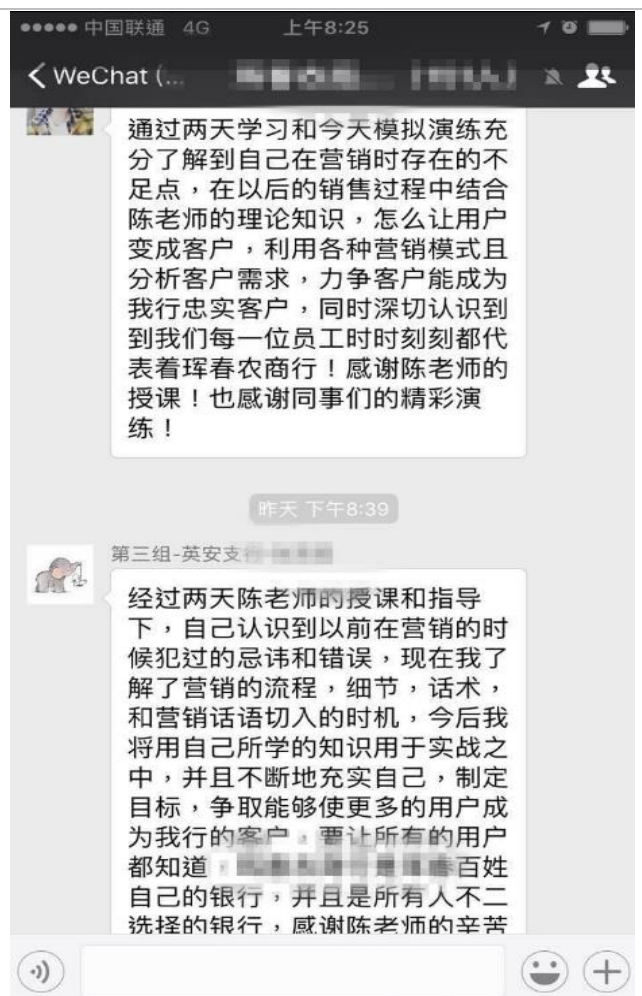 中国联通 4G 上午8:25
WeChat (...
通过两天学习和今天模拟演练充
分了解到自己在营销时存在的不
足点，在以后的销售过程中结合
陈老师的理论知识，怎么让用户
变成客户，利用各种营销模式且
分析客户需求，力争客户能成为
我行忠实客户，同时深切认识到
到我们每一位员工时时刻刻都代
表着珲春农商行！感谢陈老师的
授课！也感谢同事们的精彩演
练！
昨天 下午8:39
第三组-英安支
经过两天陈老师的授课和指导
下，自己认识到以前在营销的时
候犯过的忌讳和错误，现在我了
解了营销的流程，细节，话术，
和营销话语切入的时机，今后我
将用自己所学的知识用于实战之
中，并且不断地充实自己，制定
目标，争取能够使更多的用户成
为我行的客户，要让所有的用户
都知道，百姓
自己的银行，并且是所有人不二
选择的银行，感谢陈老师的辛苦